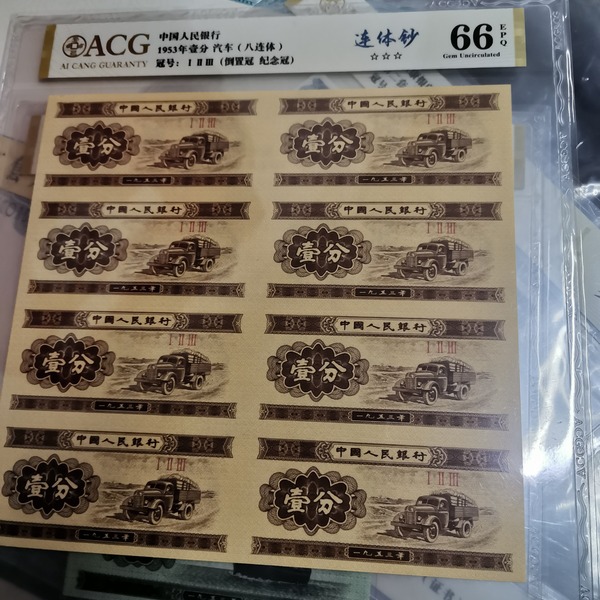 ACG
AI CANG GUARANTY
中国人民银行
1953年壹分 汽车（八连体）
冠号：Ⅰ Ⅱ Ⅲ（倒置冠 纪念冠）
连体钞
☆☆☆
66 EPQ
Gem Uncirculated
中國人民銀行
Ⅰ Ⅱ Ⅲ
壹分
一九五三年
中國人民銀行
Ⅰ Ⅱ Ⅲ
壹分
一九五三年
中國人民銀行
Ⅰ Ⅱ Ⅲ
壹分
一九五三年
中國人民銀行
Ⅰ Ⅱ Ⅲ
壹分
一九五三年
中國人民銀行
Ⅰ Ⅱ Ⅲ
壹分
一九五三年
中國人民銀行
Ⅰ Ⅱ Ⅲ
壹分
一九五三年
中國人民銀行
Ⅰ Ⅱ Ⅲ
壹分
一九五三年
中國人民銀行
Ⅰ Ⅱ Ⅲ
壹分
一九五三年